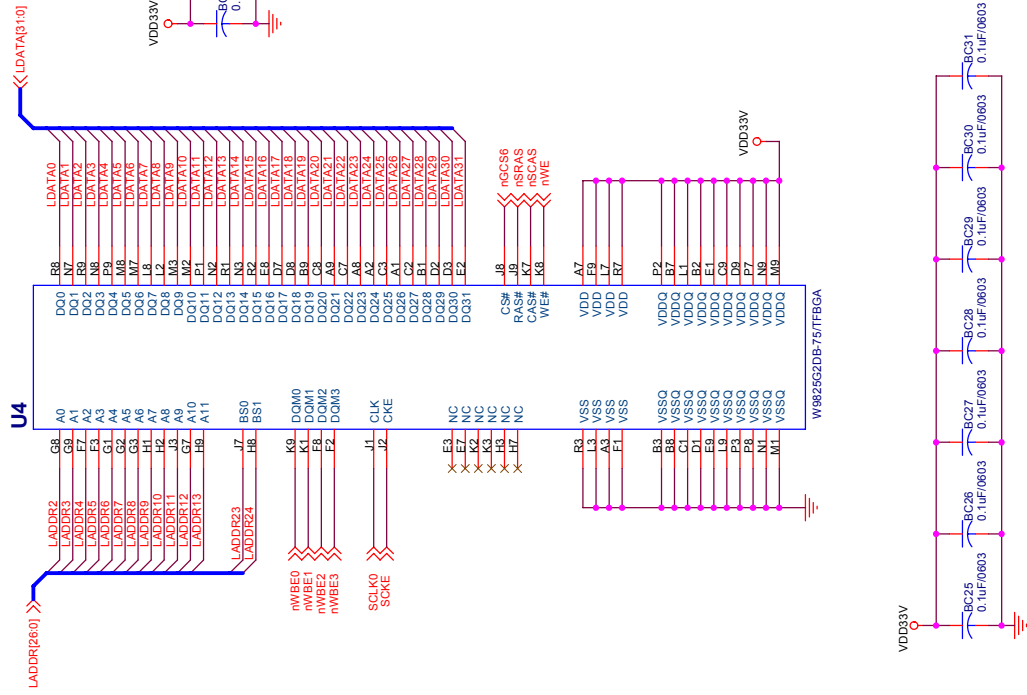 U4
W9825G2DB-75/TFBGA
LADDR[26:0]
LADDR2 G8 A0
LADDR3 G9 A1
LADDR4 F7 A2
LADDR5 F3 A3
LADDR6 G1 A4
LADDR7 G2 A5
LADDR8 G3 A6
LADDR9 H1 A7
LADDR10 H2 A8
LADDR11 J3 A9
LADDR12 G7 A10
LADDR13 H9 A11
LADDR23 J7 BS0
LADDR24 H8 BS1
nWBE0 K9 DQM0
nWBE1 K1 DQM1
nWBE2 F8 DQM2
nWBE3 F2 DQM3
SCLK0 J1 CLK
SCKE J2 CKE
E3 NC
E7 NC
K2 NC
K3 NC
H3 NC
H7 NC
R3 VSS
L3 VSS
A3 VSS
F1 VSS
B3 VSSQ
B8 VSSQ
C1 VSSQ
D1 VSSQ
E9 VSSQ
L9 VSSQ
P3 VSSQ
P8 VSSQ
N1 VSSQ
M1 VSSQ
LDATA[31:0]
DQ0 R8 LDATA0
DQ1 N7 LDATA1
DQ2 R9 LDATA2
DQ3 N8 LDATA3
DQ4 P9 LDATA4
DQ5 M8 LDATA5
DQ6 M7 LDATA6
DQ7 L8 LDATA7
DQ8 L2 LDATA8
DQ9 M3 LDATA9
DQ10 M2 LDATA10
DQ11 P1 LDATA11
DQ12 N2 LDATA12
DQ13 R1 LDATA13
DQ14 N3 LDATA14
DQ15 R2 LDATA15
DQ16 E8 LDATA16
DQ17 D7 LDATA17
DQ18 D8 LDATA18
DQ19 B9 LDATA19
DQ20 C8 LDATA20
DQ21 A9 LDATA21
DQ22 C7 LDATA22
DQ23 A8 LDATA23
DQ24 A2 LDATA24
DQ25 C3 LDATA25
DQ26 A1 LDATA26
DQ27 C2 LDATA27
DQ28 B1 LDATA28
DQ29 D2 LDATA29
DQ30 D3 LDATA30
DQ31 E2 LDATA31
CS# J8 nGCS6
RAS# J9 nSRAS
CAS# K7 nSCAS
WE# K8 nWE
VDD A7
VDD F9
VDD L7
VDD R7
VDDQ P2
VDDQ B7
VDDQ L1
VDDQ B2
VDDQ E1
VDDQ C9
VDDQ D9
VDDQ P7
VDDQ N9
VDDQ M9
VDD33V
VDD33V
VDD33V
BC25
0.1uF/0603
BC26
0.1uF/0603
BC27
0.1uF/0603
BC28
0.1uF/0603
BC29
0.1uF/0603
BC30
0.1uF/0603
BC31
0.1uF/0603